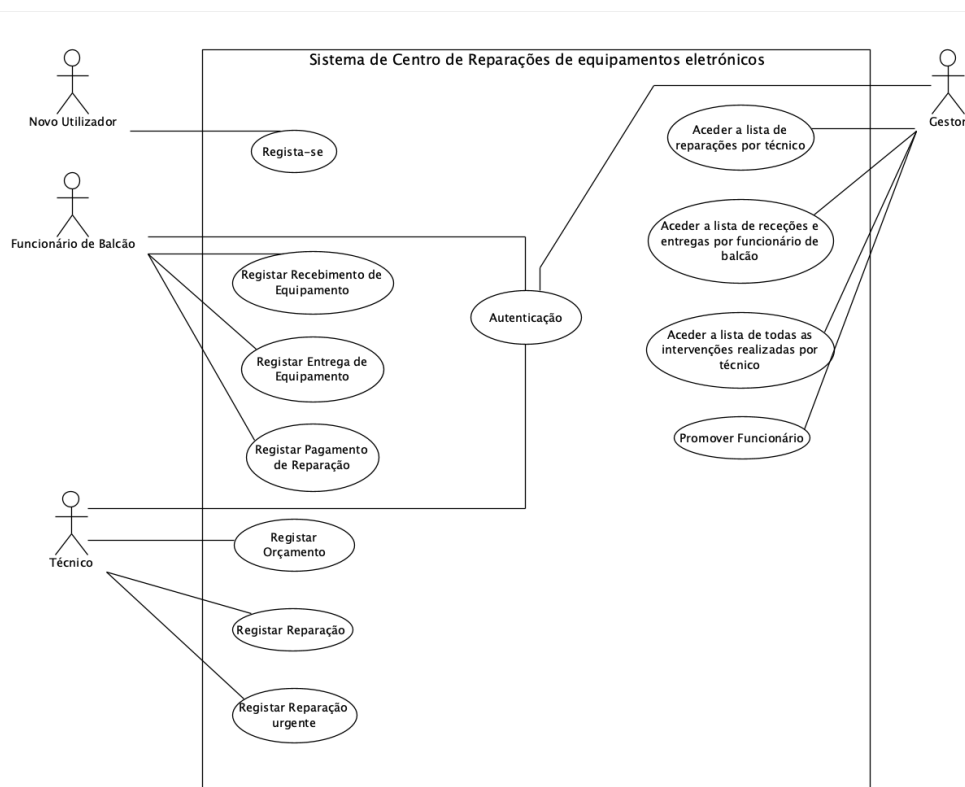 Sistema de Centro de Reparações de equipamentos eletrónicos
Novo Utilizador
Gestor
Regista-se
Aceder a lista de
reparações por técnico
Funcionário de Balcão
Aceder a lista de receções e
entregas por funcionário de
balcão
Registar Recebimento de
Equipamento
Autenticação
Aceder a lista de todas as
intervenções realizadas por
técnico
Registar Entrega de
Equipamento
Promover Funcionário
Registar Pagamento
de Reparação
Técnico
Registar
Orçamento
Registar Reparação
Registar Reparação
urgente